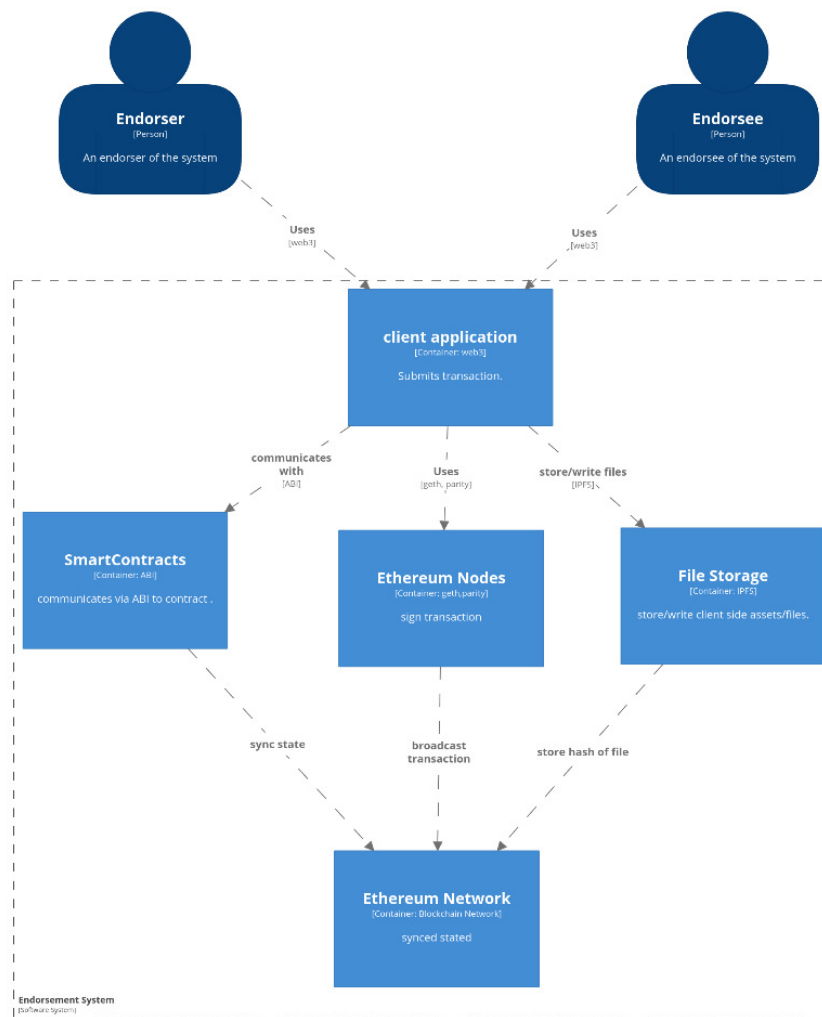 Endorser
[Person]
An endorser of the system
Endorsee
[Person]
An endorsee of the system
Uses
[web3]
Uses
[web3]
client application
[Container: web3]
Submits transaction.
communicates
with
[ABI]
Uses
[geth, parity]
store/write files
[IPFS]
SmartContracts
[Container: ABI]
communicates via ABI to contract .
Ethereum Nodes
[Container: geth,parity]
sign transaction
File Storage
[Container: IPFS]
store/write client side assets/files.
sync state
broadcast
transaction
store hash of file
Ethereum Network
[Container: Blockchain Network]
synced stated
Endorsement System
[Software System]